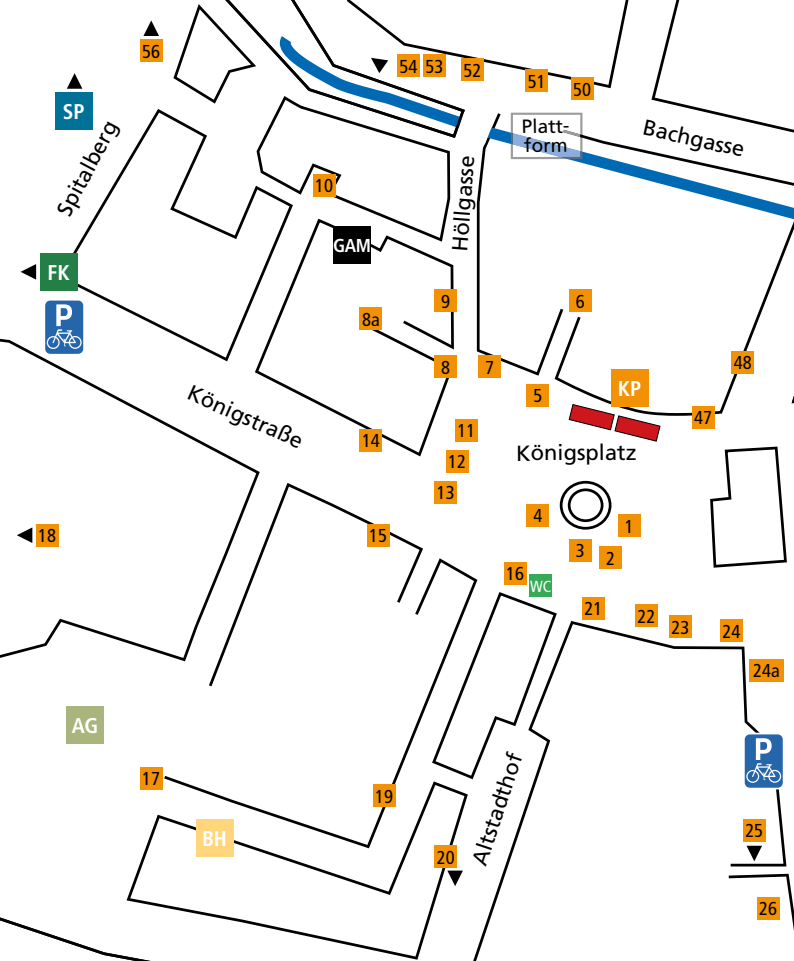 56
54
53
52
51
50
SP
Platt-
form
Bachgasse
Spitalberg
Höllgasse
10
GAM
FK
P
8a
9
6
8
7
5
KP
48
47
Königstraße
14
11
12
13
Königsplatz
18
15
4
1
3
2
16
WC
21
22
23
24
24a
AG
17
19
BH
20
Altstadthof
P
25
26